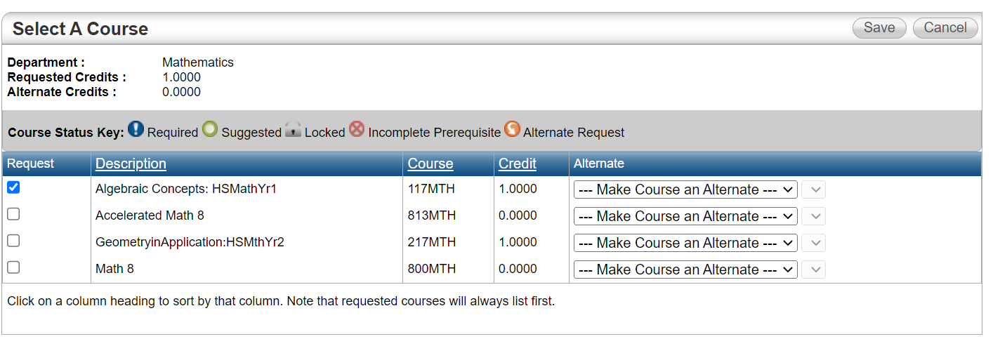 Select A Course Save Cancel
Department : Mathematics
Requested Credits : 1.0000
Alternate Credits : 0.0000
Course Status Key: Required Suggested Locked Incomplete Prerequisite Alternate Request
Request Description Course Credit Alternate
Algebraic Concepts: HSMathYr1 117MTH 1.0000 --- Make Course an Alternate ---
Accelerated Math 8 813MTH 0.0000 --- Make Course an Alternate ---
GeometryinApplication:HSMthYr2 217MTH 1.0000 --- Make Course an Alternate ---
Math 8 800MTH 0.0000 --- Make Course an Alternate ---
Click on a column heading to sort by that column. Note that requested courses will always list first.